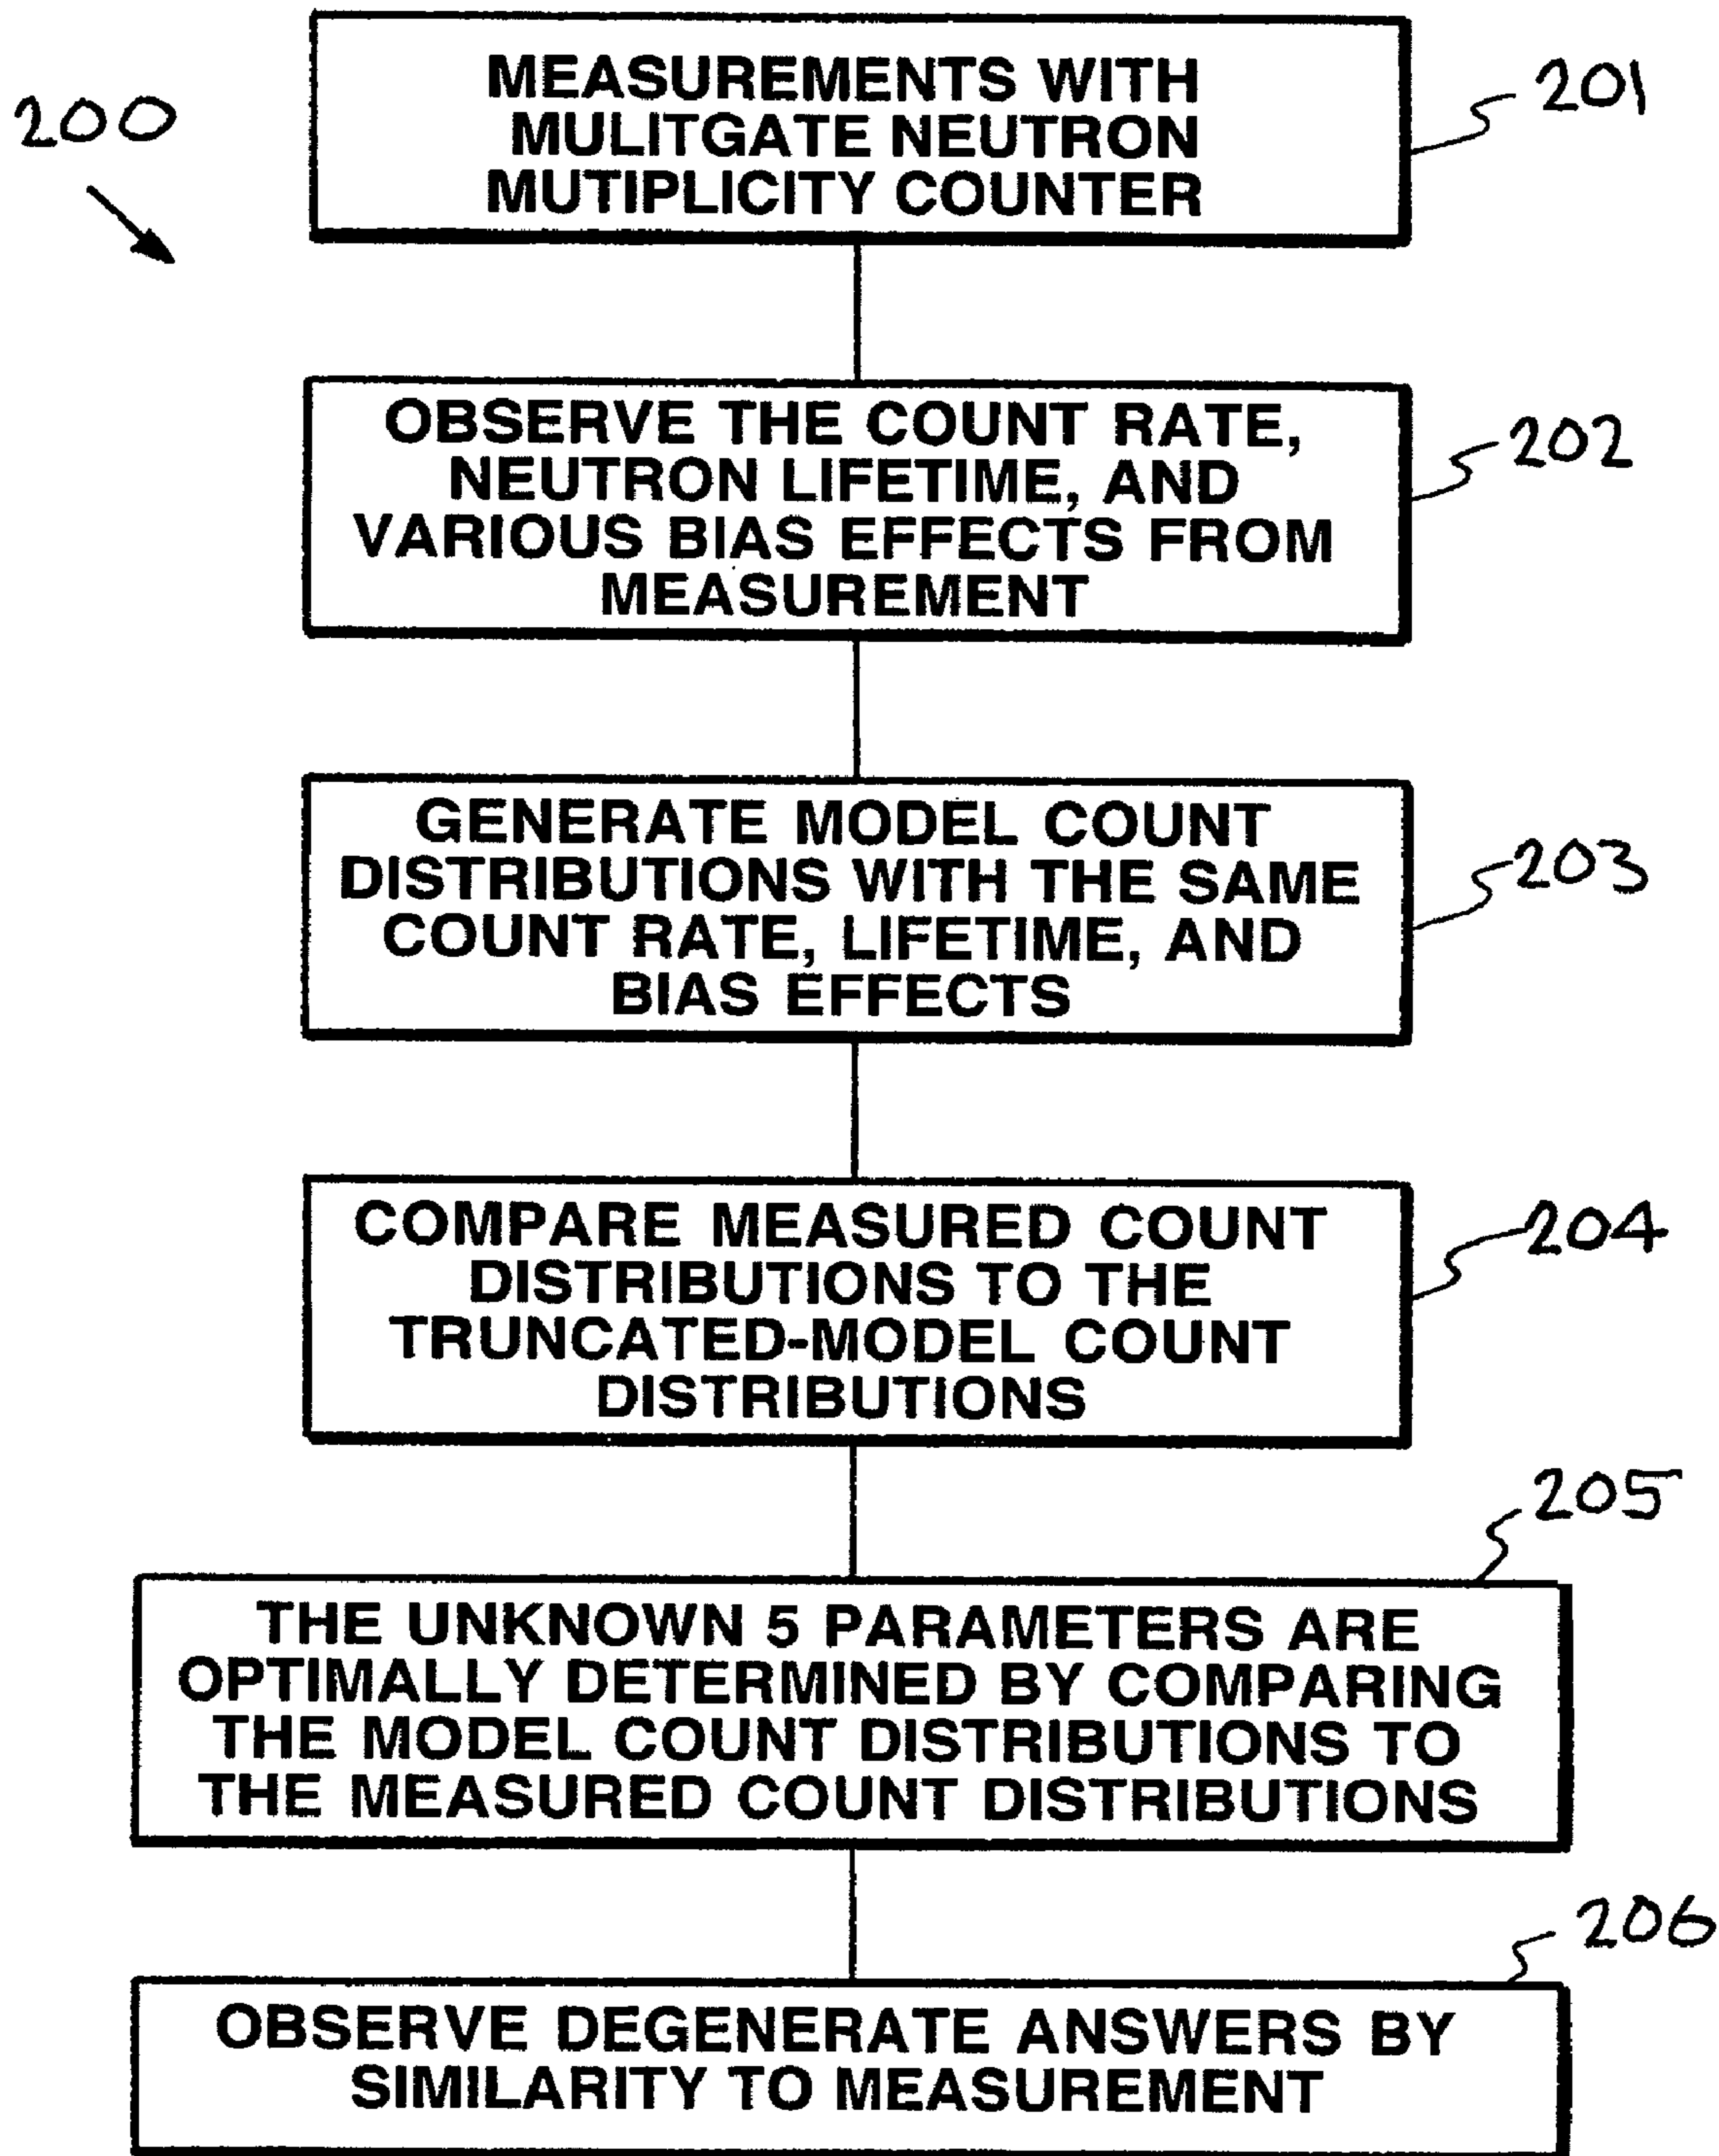 200
MEASUREMENTS WITH
MULITGATE NEUTRON
MUTIPLICITY COUNTER
201
OBSERVE THE COUNT RATE,
NEUTRON LIFETIME, AND
VARIOUS BIAS EFFECTS FROM
MEASUREMENT
202
GENERATE MODEL COUNT
DISTRIBUTIONS WITH THE SAME
COUNT RATE, LIFETIME, AND
BIAS EFFECTS
203
COMPARE MEASURED COUNT
DISTRIBUTIONS TO THE
TRUNCATED-MODEL COUNT
DISTRIBUTIONS
204
205
THE UNKNOWN 5 PARAMETERS ARE
OPTIMALLY DETERMINED BY COMPARING
THE MODEL COUNT DISTRIBUTIONS TO
THE MEASURED COUNT DISTRIBUTIONS
206
OBSERVE DEGENERATE ANSWERS BY
SIMILARITY TO MEASUREMENT